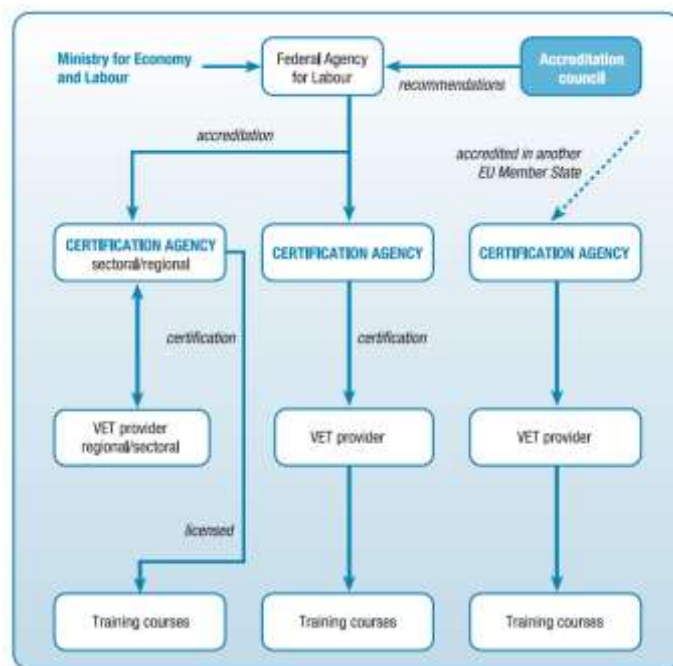 Ministry for Economy
and Labour
Federal Agency
for Labour
Accreditation
council
recommendations
accreditation
accredited in another
EU Member State
CERTIFICATION AGENCY
sectoral/regional
CERTIFICATION AGENCY
CERTIFICATION AGENCY
certification
certification
VET provider
regional/sectoral
VET provider
VET provider
licensed
Training courses
Training courses
Training courses